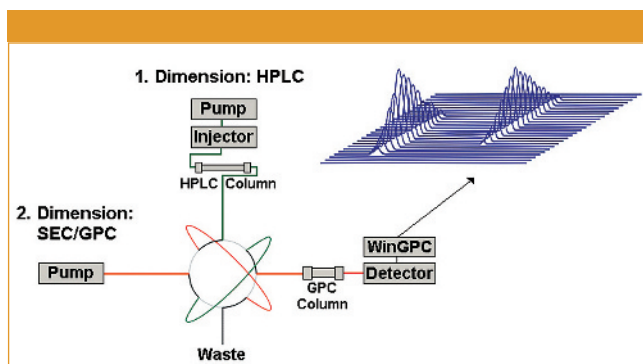 1. Dimension: HPLC
Pump
Injector
HPLC Column
2. Dimension:
SEC/GPC
Pump
WinGPC
Detector
GPC
Column
Waste